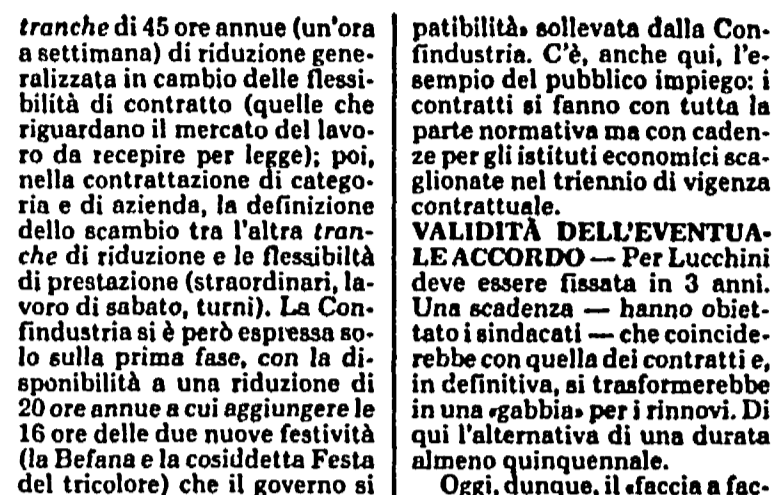 tranche di 45 ore annue (un'ora
a settimana) di riduzione gene-
ralizzata in cambio delle flessi-
bilità di contratto (quelle che
riguardano il mercato del lavo-
ro da recepire per legge); poi,
nella contrattazione di catego-
ria e di azienda, la definizione
dello scambio tra l'altra tran-
che di riduzione e le flessibiltà
di prestazione (straordinari, la-
voro di sabato, turni). La Con-
findustria si è però espressa so-
lo sulla prima fase, con la di-
sponibilità a una riduzione di
20 ore annue a cui aggiungere le
16 ore delle due nuove festività
(la Befana e la cosiddetta Festa
del tricolore) che il governo si
patibilità» sollevata dalla Con-
findustria. C'è, anche qui, l'e-
sempio del pubblico impiego: i
contratti si fanno con tutta la
parte normativa ma con caden-
ze per gli istituti economici sca-
glionate nel triennio di vigenza
contrattuale.
VALIDITÀ DELL'EVENTUA-
LE ACCORDO — Per Lucchini
deve essere fissata in 3 anni.
Una scadenza — hanno obiet-
tato i sindacati — che coincide-
rebbe con quella dei contratti e,
in definitiva, si trasformerebbe
in una «gabbia» per i rinnovi. Di
qui l'alternativa di una durata
almeno quinquennale.
Oggi, dunque, il «faccia a fac-